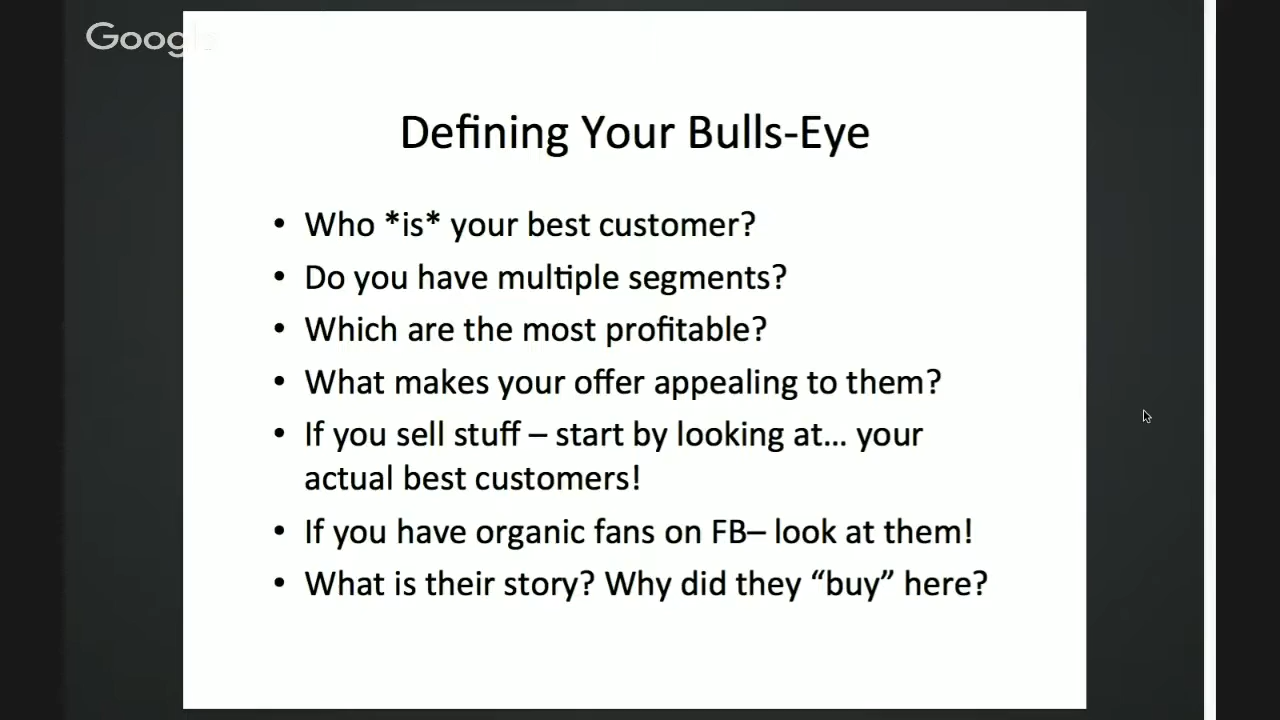 Google
Defining Your Bulls-Eye
• Who *is* your best customer?
• Do you have multiple segments?
• Which are the most profitable?
• What makes your offer appealing to them?
• If you sell stuff – start by looking at... your
actual best customers!
• If you have organic fans on FB– look at them!
• What is their story? Why did they “buy” here?